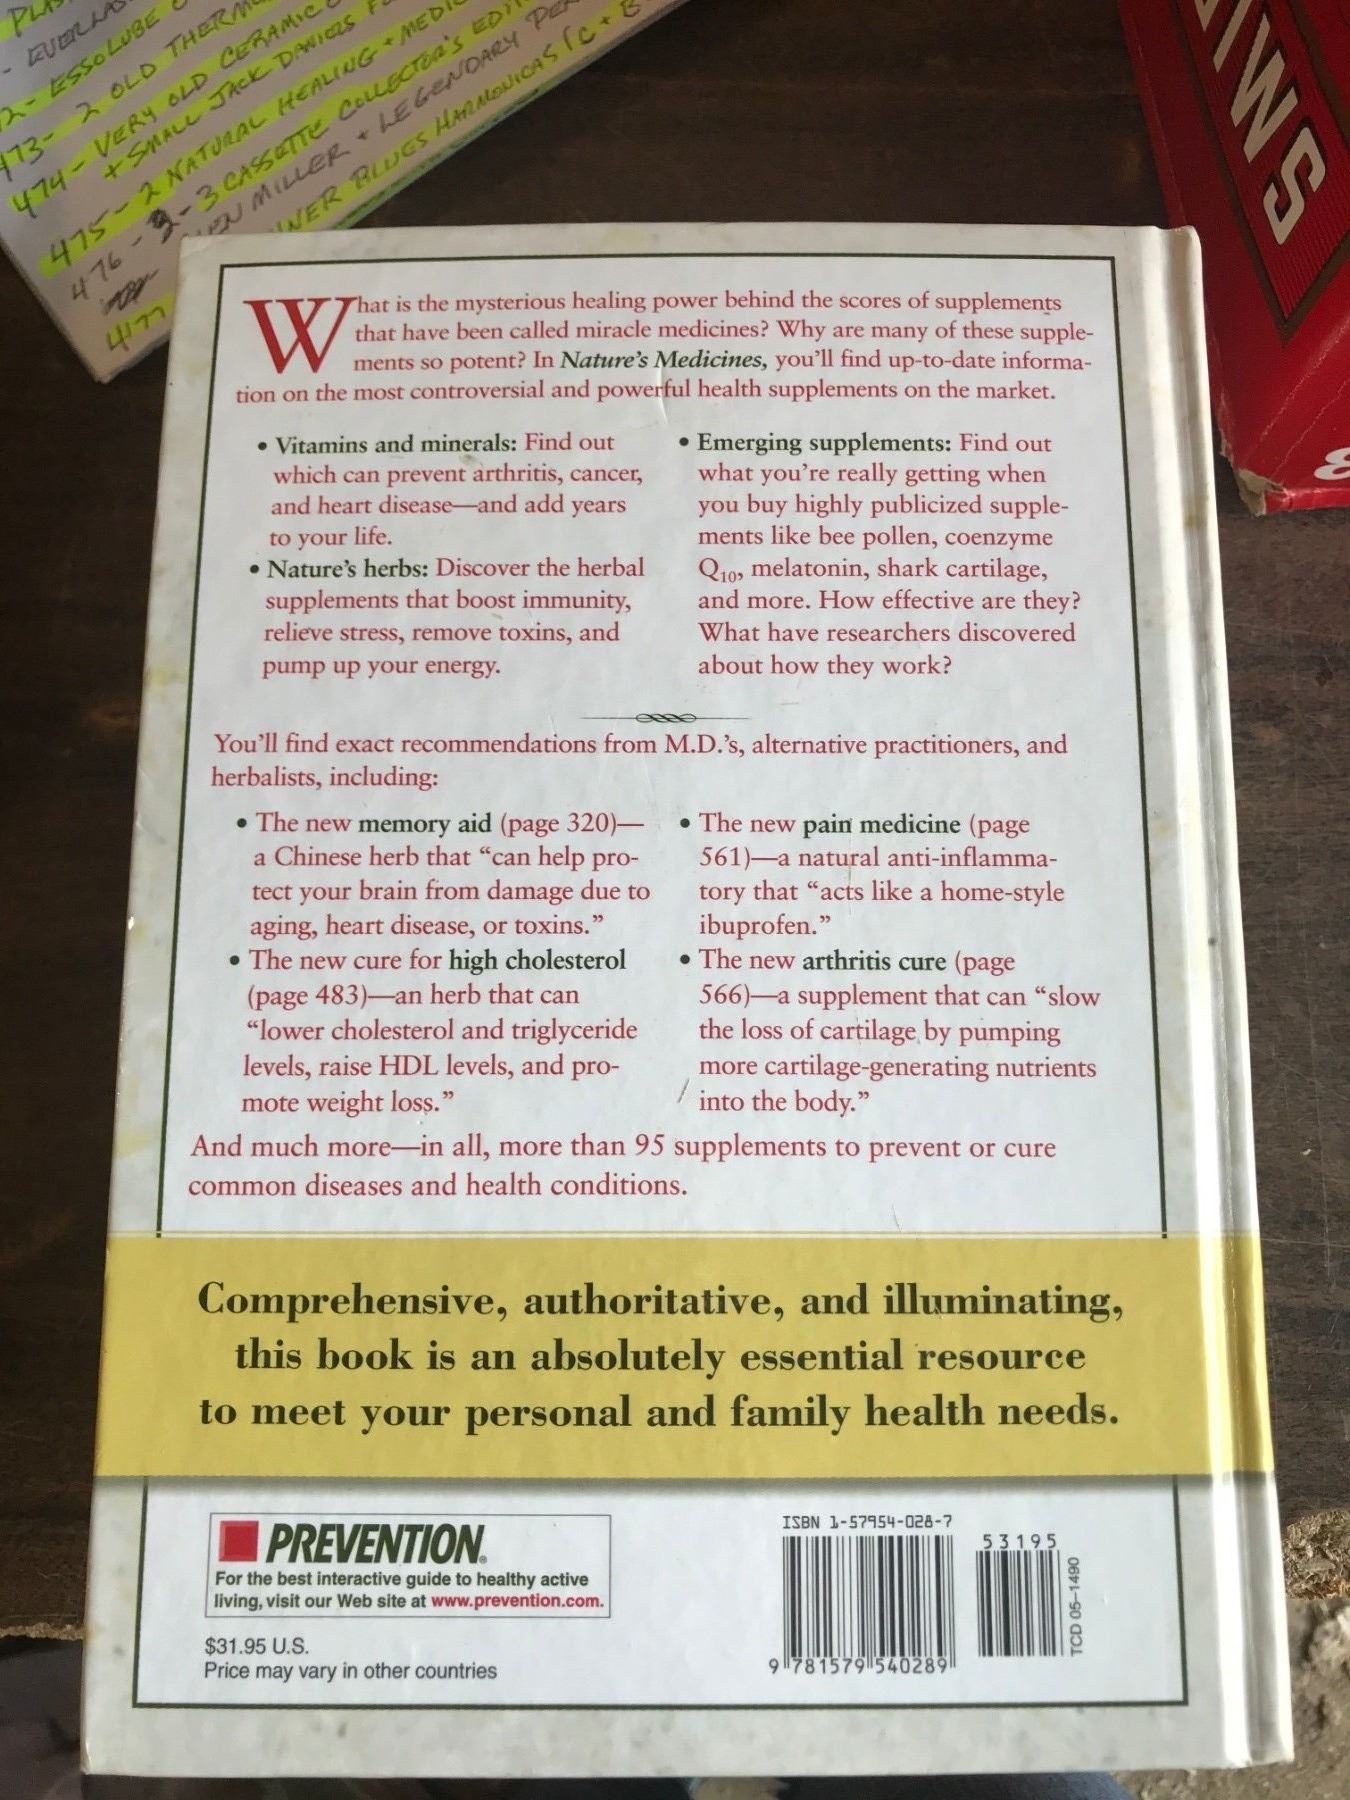 PLAS
- EVERLAS
2- ESSOLUBE
473- 2 OLD THERM
474- VERY OLD CERAMIC
+ SMALL JACK DANIELS F
475- 2 NATURAL HEALING + MEDIC
476 - 3 CASSETTE COLLECTOR'S EDIT
EN MILLER + LEGENDARY PE
477 NER BLUES HARMONICAS (C + B
SWI
&
What is the mysterious healing power behind the scores of supplements
that have been called miracle medicines? Why are many of these supple-
ments so potent? In Nature's Medicines, you'll find up-to-date informa-
tion on the most controversial and powerful health supplements on the market.
• Vitamins and minerals: Find out
which can prevent arthritis, cancer,
and heart disease—and add years
to your life.
• Nature's herbs: Discover the herbal
supplements that boost immunity,
relieve stress, remove toxins, and
pump up your energy.
• Emerging supplements: Find out
what you're really getting when
you buy highly publicized supple-
ments like bee pollen, coenzyme
Q10, melatonin, shark cartilage,
and more. How effective are they?
What have researchers discovered
about how they work?
You'll find exact recommendations from M.D.'s, alternative practitioners, and
herbalists, including:
• The new memory aid (page 320)—
a Chinese herb that “can help pro-
tect your brain from damage due to
aging, heart disease, or toxins.”
• The new cure for high cholesterol
(page 483)—an herb that can
“lower cholesterol and triglyceride
levels, raise HDL levels, and pro-
mote weight loss.”
• The new pain medicine (page
561)—a natural anti-inflamma-
tory that “acts like a home-style
ibuprofen.”
• The new arthritis cure (page
566)—a supplement that can “slow
the loss of cartilage by pumping
more cartilage-generating nutrients
into the body.”
And much more—in all, more than 95 supplements to prevent or cure
common diseases and health conditions.
Comprehensive, authoritative, and illuminating,
this book is an absolutely essential resource
to meet your personal and family health needs.
PREVENTION®
For the best interactive guide to healthy active
living, visit our Web site at www.prevention.com.
$31.95 U.S.
Price may vary in other countries
ISBN 1-57954-028-7
53195
9 781579 540289
TCD 05-1490